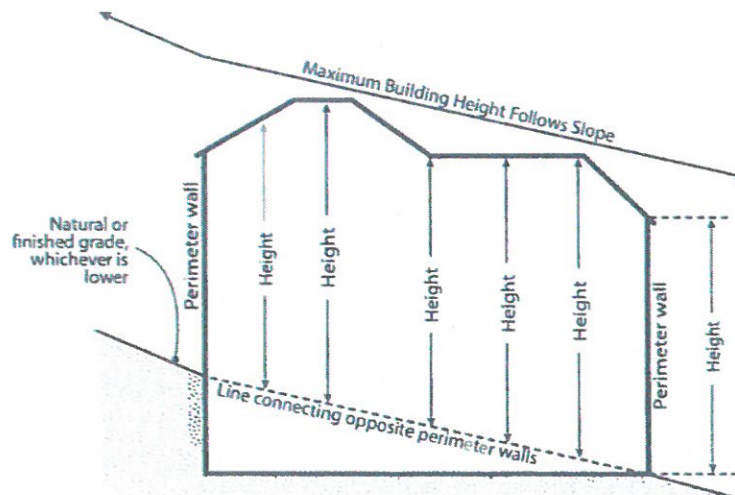 Maximum Building Height Follows Slope
Natural or
finished grade,
whichever is
lower
Perimeter wall
Height
Height
Height
Height
Height
Perimeter wall
Height
Line connecting opposite perimeter walls